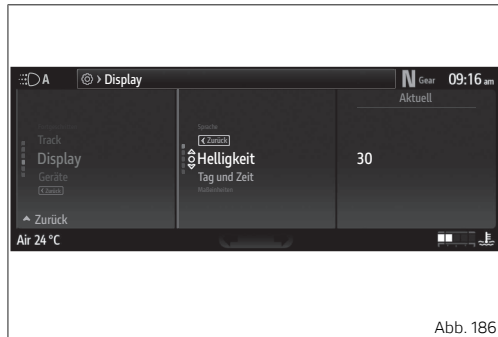 A > Display N Gear 09:16 am
Aktuell
Sprache
Track
Zurück
Display
Helligkeit
30
Geräte
Tag und Zeit
Zurück
Maßeinheiten
Zurück
Air 24 °C
Abb. 186